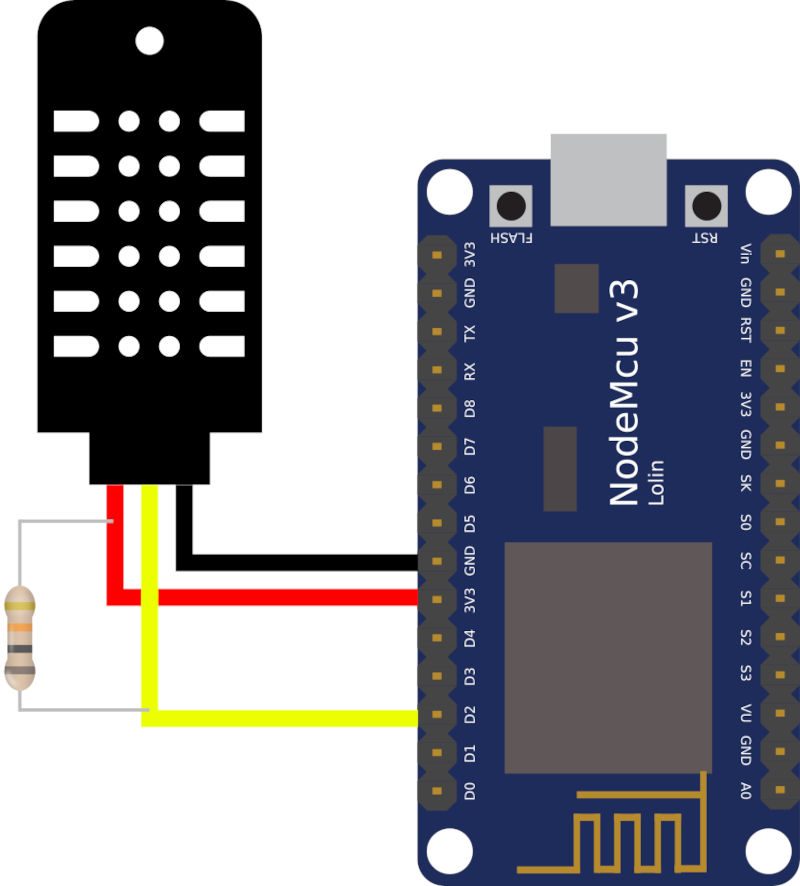 FLASH
RST
3V3
GND
TX
RX
D8
D7
D6
D5
GND
3V3
D4
D3
D2
D1
D0
NodeMcu v3
Lolin
Vin
GND
RST
EN
3V3
GND
SK
S0
SC
S1
S2
S3
VU
GND
A0